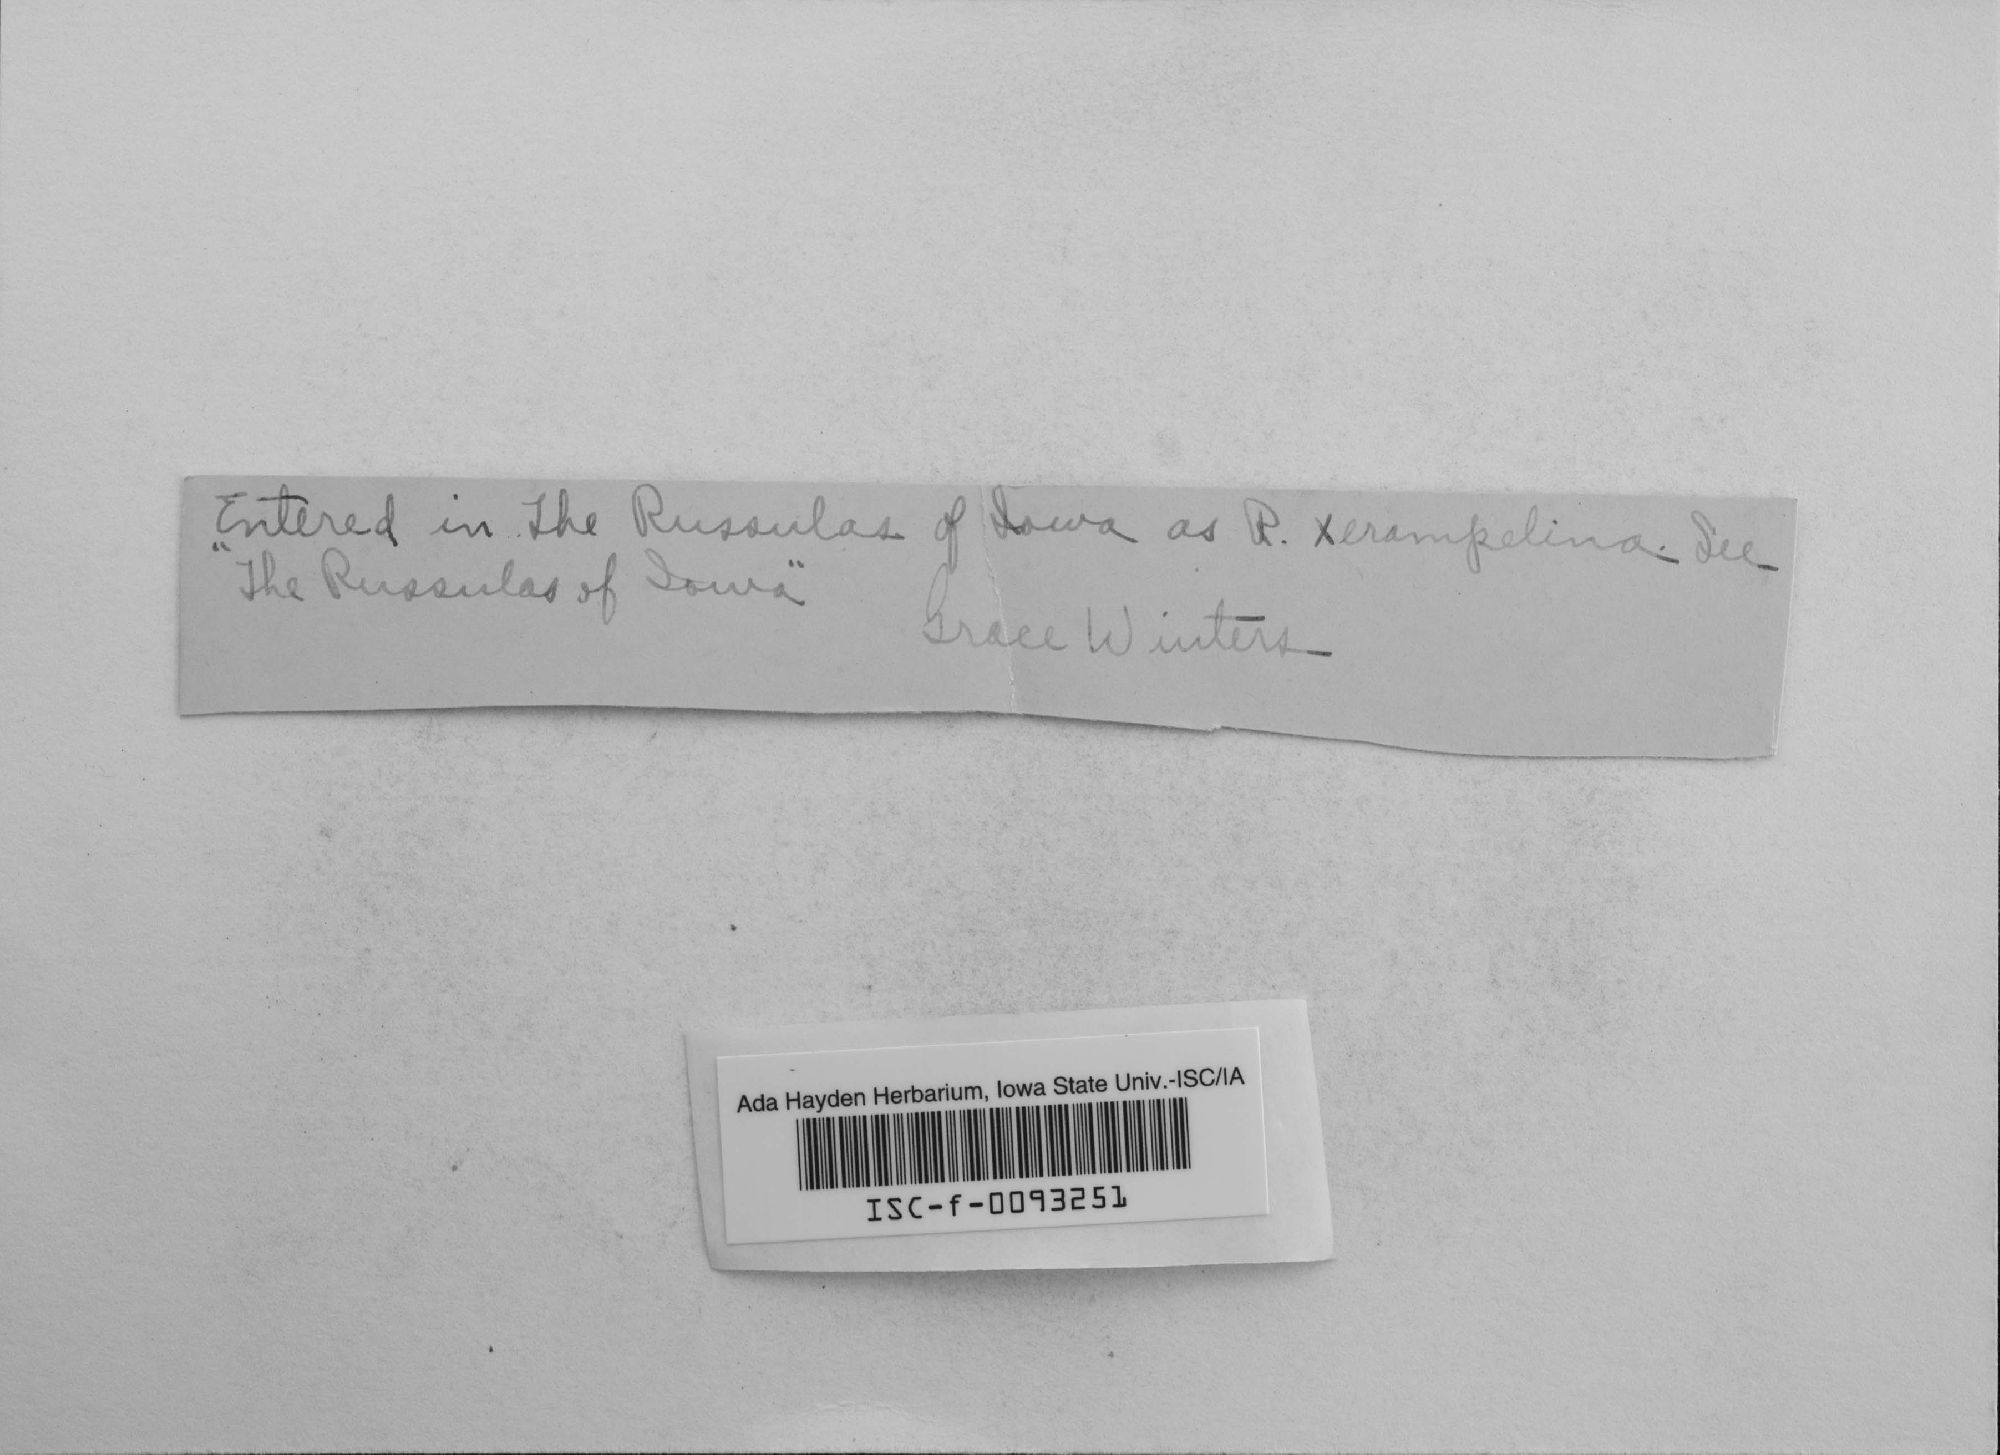 Entered in the Russulas of Iowa as R. xerampelina. See
"The Russulas of Iowa"
Grace Winters
Ada Hayden Herbarium, Iowa State Univ.-ISC/IA
ISC-f-0093251